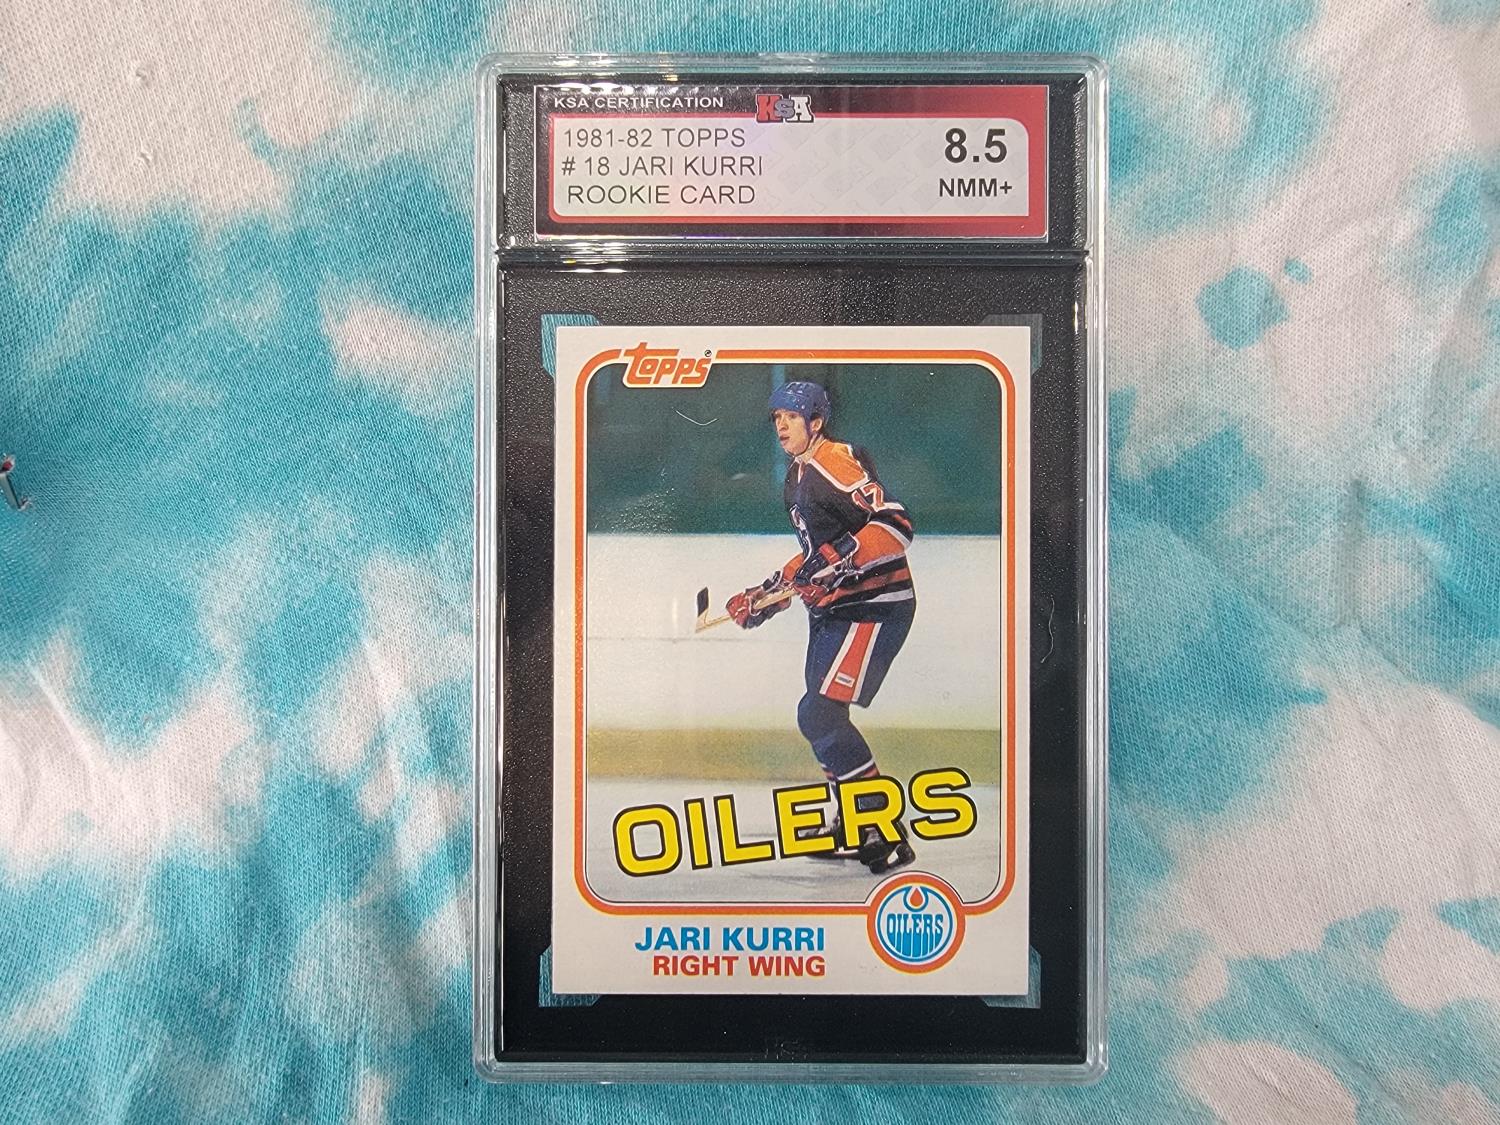 KSA CERTIFICATION
KSA
1981-82 TOPPS
# 18 JARI KURRI
ROOKIE CARD
8.5
NMM+
topps®
17
OILERS
OILERS
JARI KURRI
RIGHT WING